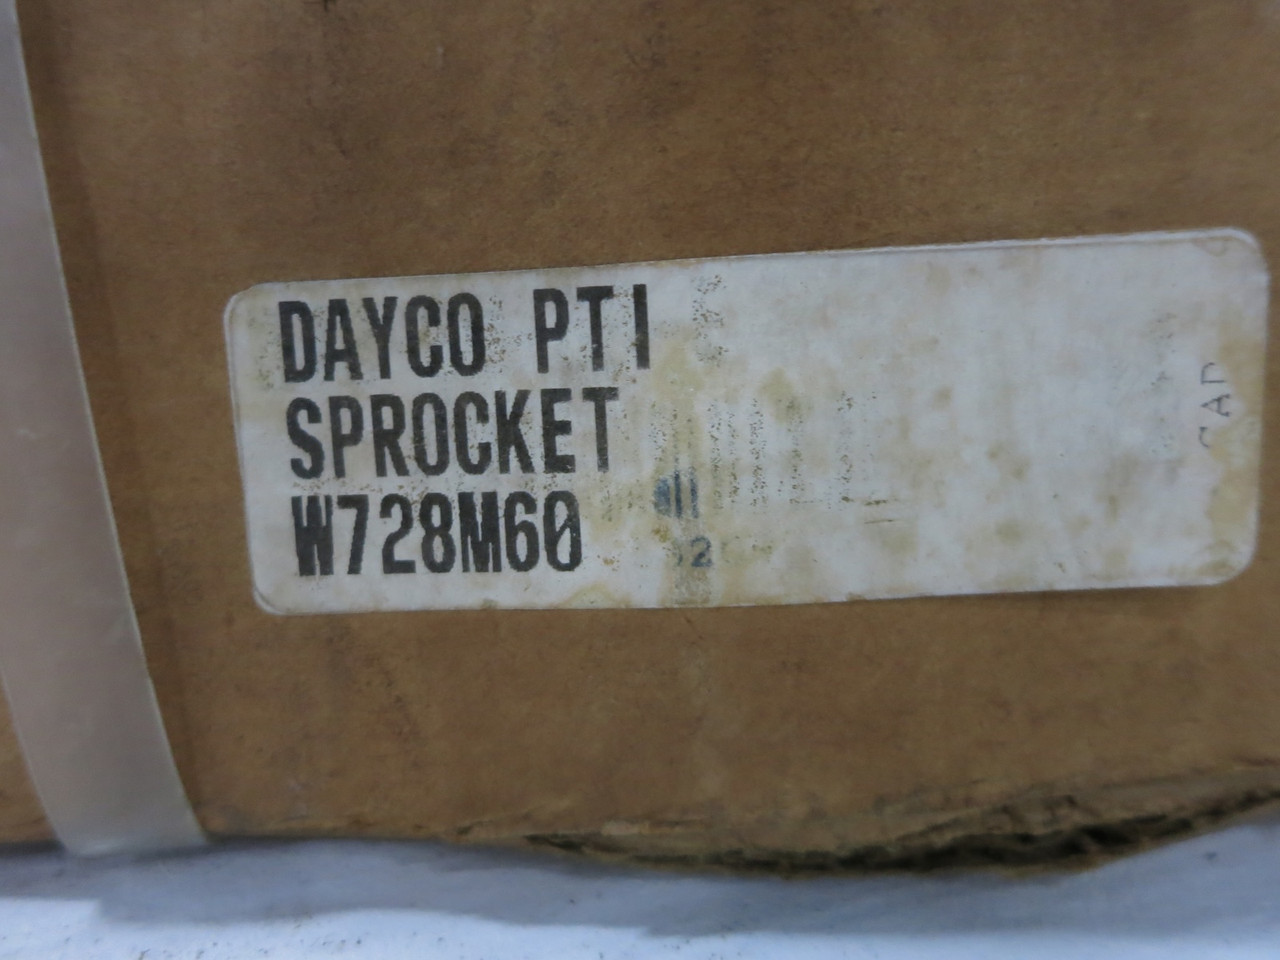 DAYCO PTI
SPROCKET
W728M60